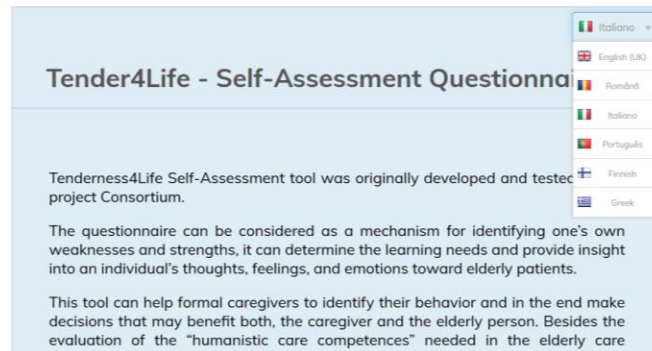 Italiano
English (UK)
Română
Italiano
Português
Finnish
Greek
Tender4Life - Self-Assessment
Tenderness4Life Self-Assessment tool was originally developed and tested
project Consortium.
The questionnaire can be considered as a mechanism for identifying one's own
weaknesses and strengths, it can determine the learning needs and provide insight
into an individual's thoughts, feelings, and emotions toward elderly patients.
This tool can help formal caregivers to identify their behavior and in the end make
decisions that may benefit both, the caregiver and the elderly person. Besides the
evaluation of the “humanistic care competences” needed in the elderly care